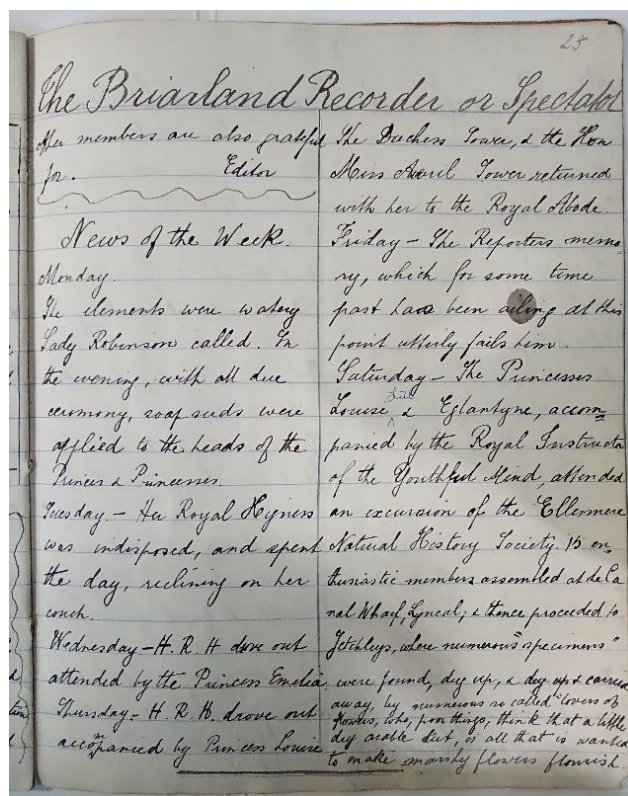 25
The Briarland Recorder or Spectator
her members are also grateful
for. Editor
News of the Week.
Monday.
The elements were watery
Lady Robinson called. In
the evening, with all due
ceremony, soap suds were
applied to the heads of the
Princes & Princesses.
Tuesday – Her Royal Hyness
was indisposed, and spent
the day, reclining on her
couch.
Wednesday – H. R. H drove out
attended by the Princess Emelia.
Thursday – H. R. H. drove out
accompanied by Princess Louise
The Duchess Tower, & the Hon
Miss Avril Tower returned
with her to the Royal Abode.
Friday – The Reporters memo-
ry, which for some time
past has been ailing at this
point utterly fails him.
Saturday – The Princesses
Louise & Eglantyne, accom=
panied by the Royal Instructor
of the Youthful Mind, attended
an excursion of the Ellesmere
Natural History Society. 15 en=
thusiastic members assembled at the Ca
nal Wharf, Lyneal; & thence proceeded to
Yetchleys, where numerous "specimens"
were found, dug up, & dug up & carried
away, by numerous so called "lovers of
flowers, who, poor things, think that a little
dry arable dirt, is all that is wanted
to make marshy flowers flourish.